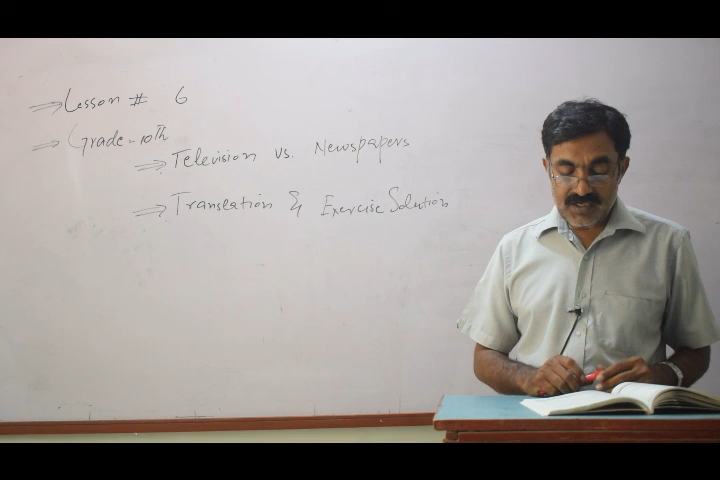 ⇒ Lesson # 6
⇒ Grade-10th
⇒ Television vs. Newspapers
⇒ Translation & Exercise Solution